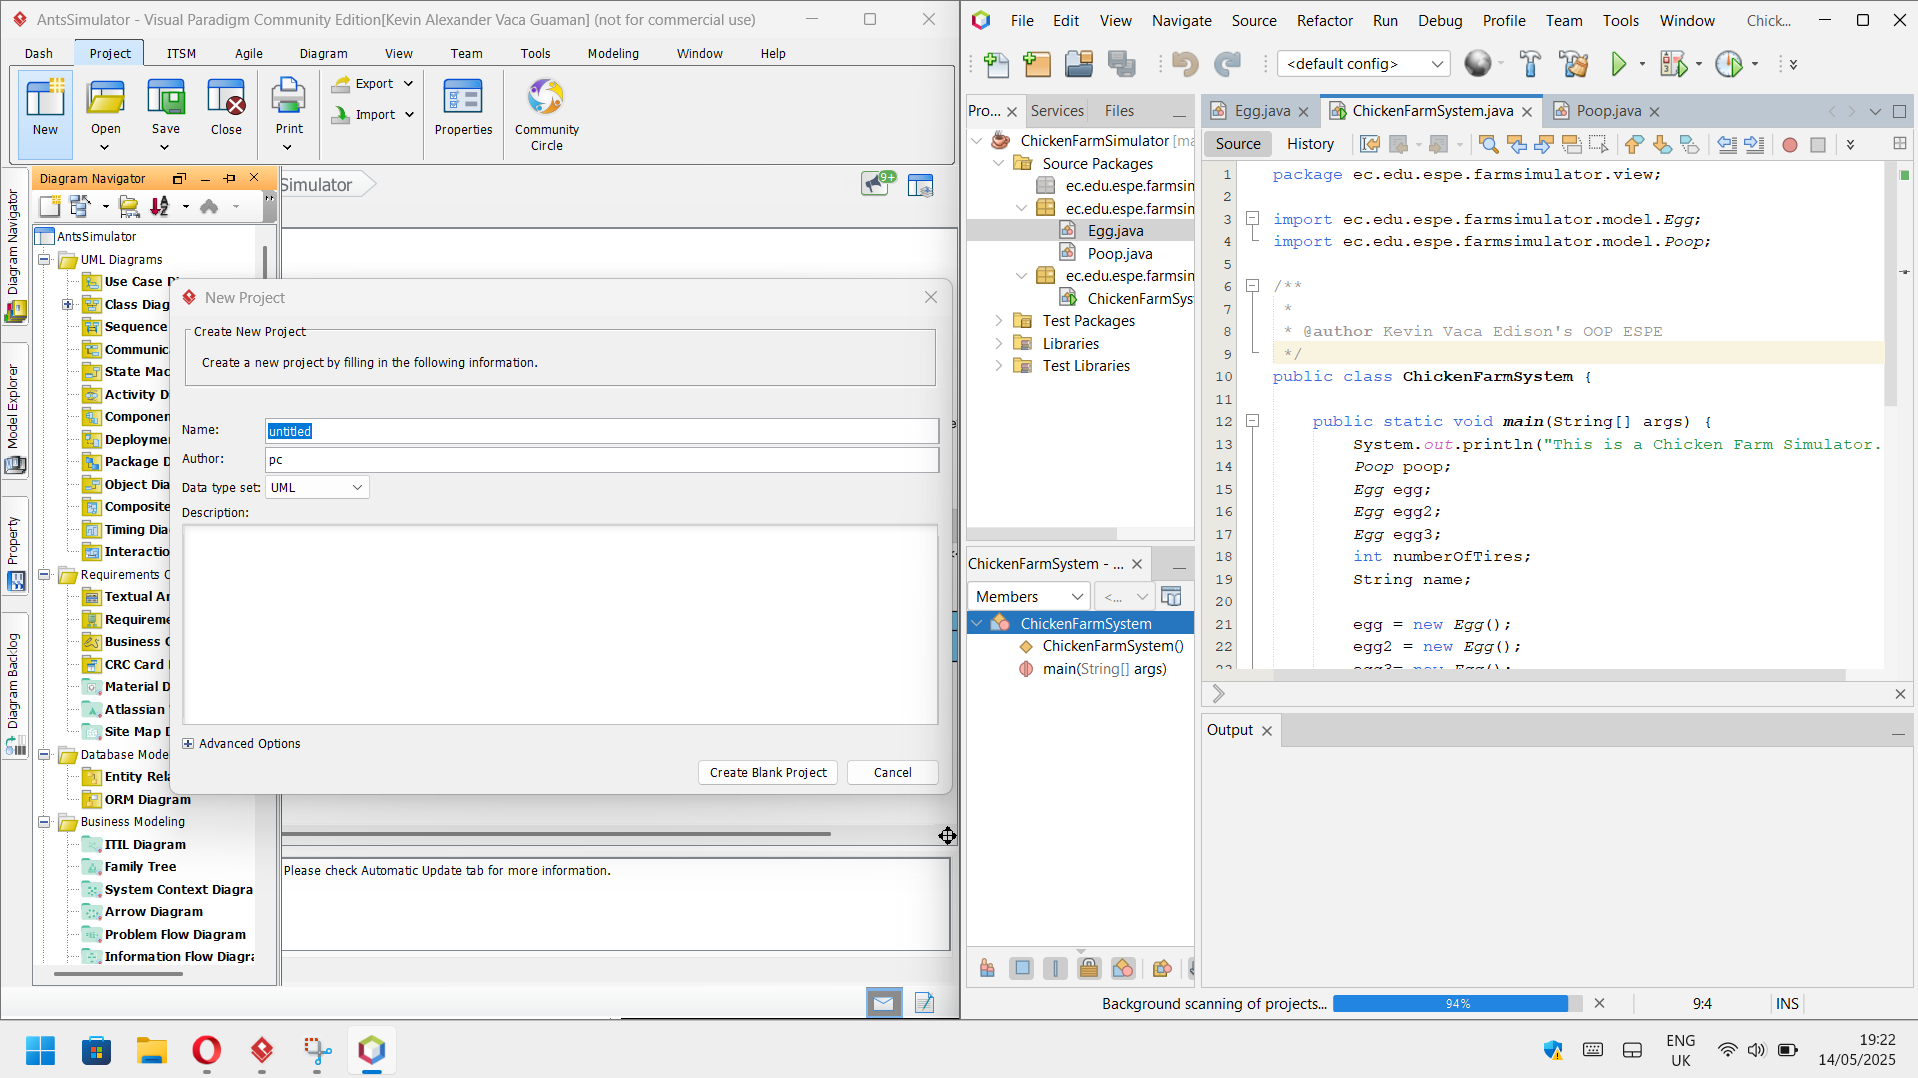 AntsSimulator - Visual Paradigm Community Edition[Kevin Alexander Vaca Guaman] (not for commercial use)
Dash Project ITSM Agile Diagram View Team Tools Modeling Window Help
New
Open
Save
Close
Print
Export
Import
Properties
Community
Circle
Diagram Navigator
Simulator
9+
Diagram Navigator
Model Explorer
Property
Diagram Backlog
AntsSimulator
UML Diagrams
Use Case
Class Diag
Sequence
Communic
State Mac
Activity D
Componen
Deployme
Package D
Object Dia
Composite
Timing Dia
Interactio
Requirements C
Textual An
Requireme
Business
CRC Card
Material D
Atlassian
Site Map D
Database Mode
Entity Rela
ORM Diagram
Business Modeling
ITIL Diagram
Family Tree
System Context Diagra
Arrow Diagram
Problem Flow Diagram
Information Flow Diagra
New Project
Create New Project
Create a new project by filling in the following information.
Name: untitled
Author: pc
Data type set: UML
Description:
Advanced Options
Create Blank Project Cancel
Please check Automatic Update tab for more information.
File Edit View Navigate Source Refactor Run Debug Profile Team Tools Window Help Chick...
<default config>
Pro... Services Files
ChickenFarmSimulator [ma
Source Packages
ec.edu.espe.farmsim
ec.edu.espe.farmsim
Egg.java
Poop.java
ec.edu.espe.farmsim
ChickenFarmSys
Test Packages
Libraries
Test Libraries
ChickenFarmSystem - ...
Members <...
ChickenFarmSystem
ChickenFarmSystem()
main(String[] args)
Egg.java ChickenFarmSystem.java Poop.java
Source History
1 package ec.edu.espe.farmsimulator.view;
2
3 import ec.edu.espe.farmsimulator.model.Egg;
4 import ec.edu.espe.farmsimulator.model.Poop;
5
6 /**
7 *
8 * @author Kevin Vaca Edison's OOP ESPE
9 */
10 public class ChickenFarmSystem {
11
12 public static void main(String[] args) {
13 System.out.println("This is a Chicken Farm Simulator.
14 Poop poop;
15 Egg egg;
16 Egg egg2;
17 Egg egg3;
18 int numberOfTires;
19 String name;
20
21 egg = new Egg();
22 egg2 = new Egg();
23 egg3= new Egg();
Output
Background scanning of projects... 94% 9:4 INS
ENG
UK
19:22
14/05/2025